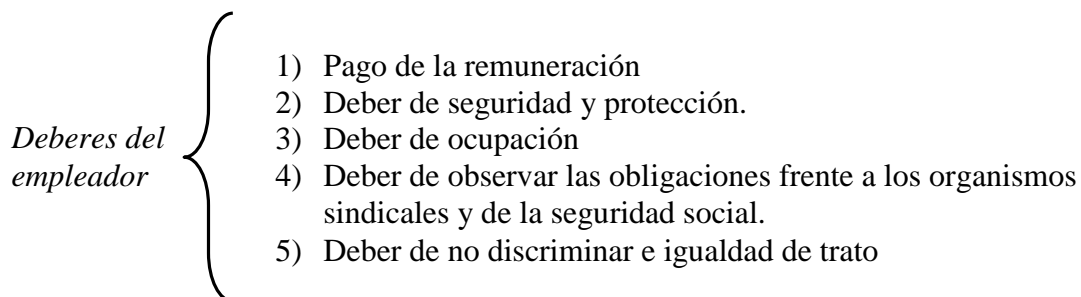 Deberes del
empleador
1) Pago de la remuneración
2) Deber de seguridad y protección.
3) Deber de ocupación
4) Deber de observar las obligaciones frente a los organismos
sindicales y de la seguridad social.
5) Deber de no discriminar e igualdad de trato